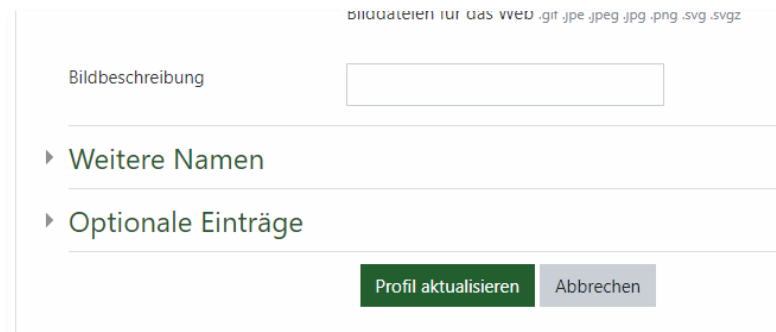 Bilddateien für das Web .gif .jpe .jpeg .jpg .png .svg .svgz
Bildbeschreibung
Weitere Namen
Optionale Einträge
Profil aktualisieren Abbrechen